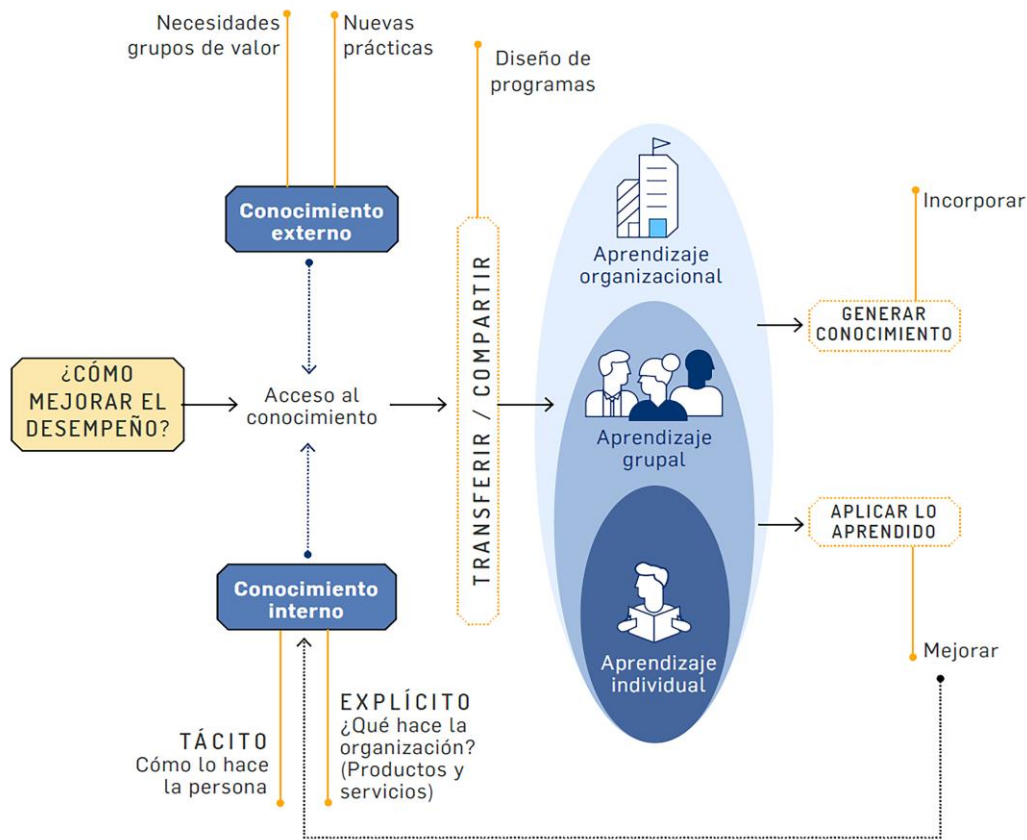 Necesidades
grupos de valor
Nuevas
prácticas
Diseño de
programas
Conocimiento
externo
¿CÓMO
MEJORAR EL
DESEMPEÑO?
Acceso al
conocimiento
TRANSFERIR / COMPARTIR
Aprendizaje
organizacional
Aprendizaje
grupal
Aprendizaje
individual
Incorporar
GENERAR
CONOCIMIENTO
APLICAR LO
APRENDIDO
Mejorar
Conocimiento
interno
TÁCITO
Cómo lo hace
la persona
EXPLÍCITO
¿Qué hace la
organización?
(Productos y
servicios)